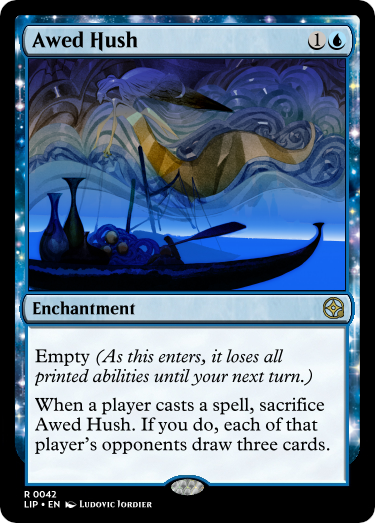 Awed Hush 1
Enchantment
Empty (As this enters, it loses all
printed abilities until your next turn.)
When a player casts a spell, sacrifice
Awed Hush. If you do, each of that
player's opponents draw three cards.
R 0042
LIP • EN Ludovic Jordier